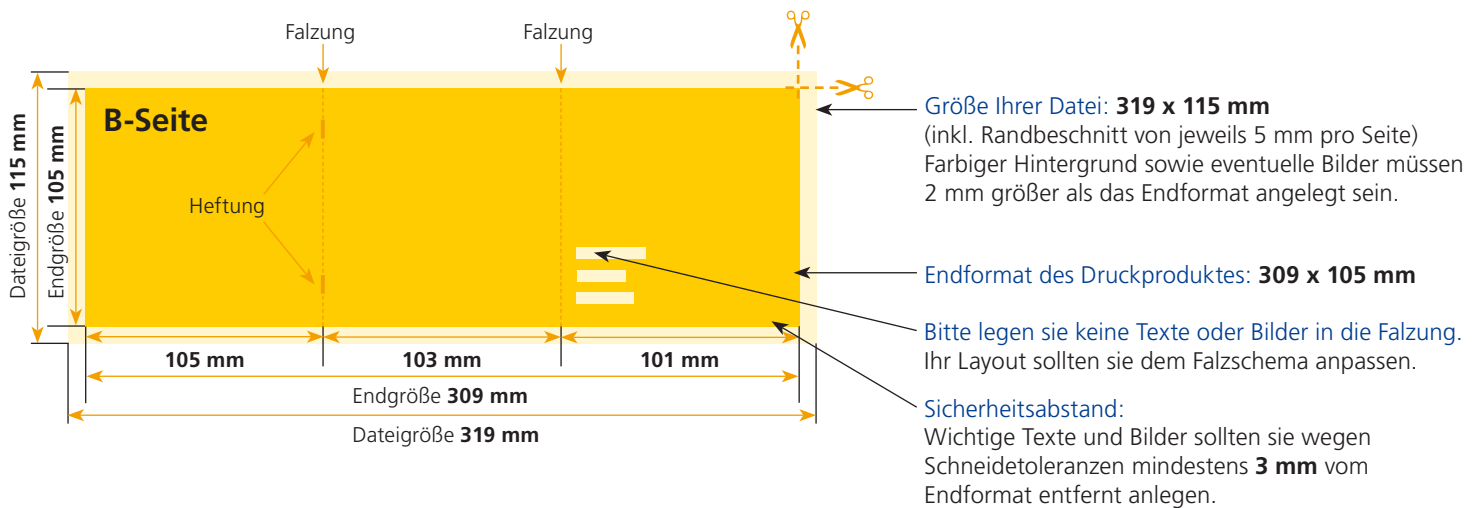 Falzung
Falzung
B-Seite
Heftung
Dateigröße 115 mm
Endgröße 105 mm
105 mm
103 mm
101 mm
Endgröße 309 mm
Dateigröße 319 mm
Größe Ihrer Datei: 319 x 115 mm
(inkl. Randbeschnitt von jeweils 5 mm pro Seite)
Farbiger Hintergrund sowie eventuelle Bilder müssen
2 mm größer als das Endformat angelegt sein.
Endformat des Druckproduktes: 309 x 105 mm
Bitte legen sie keine Texte oder Bilder in die Falzung.
Ihr Layout sollten sie dem Falzschema anpassen.
Sicherheitsabstand:
Wichtige Texte und Bilder sollten sie wegen
Schneidetoleranzen mindestens 3 mm vom
Endformat entfernt anlegen.